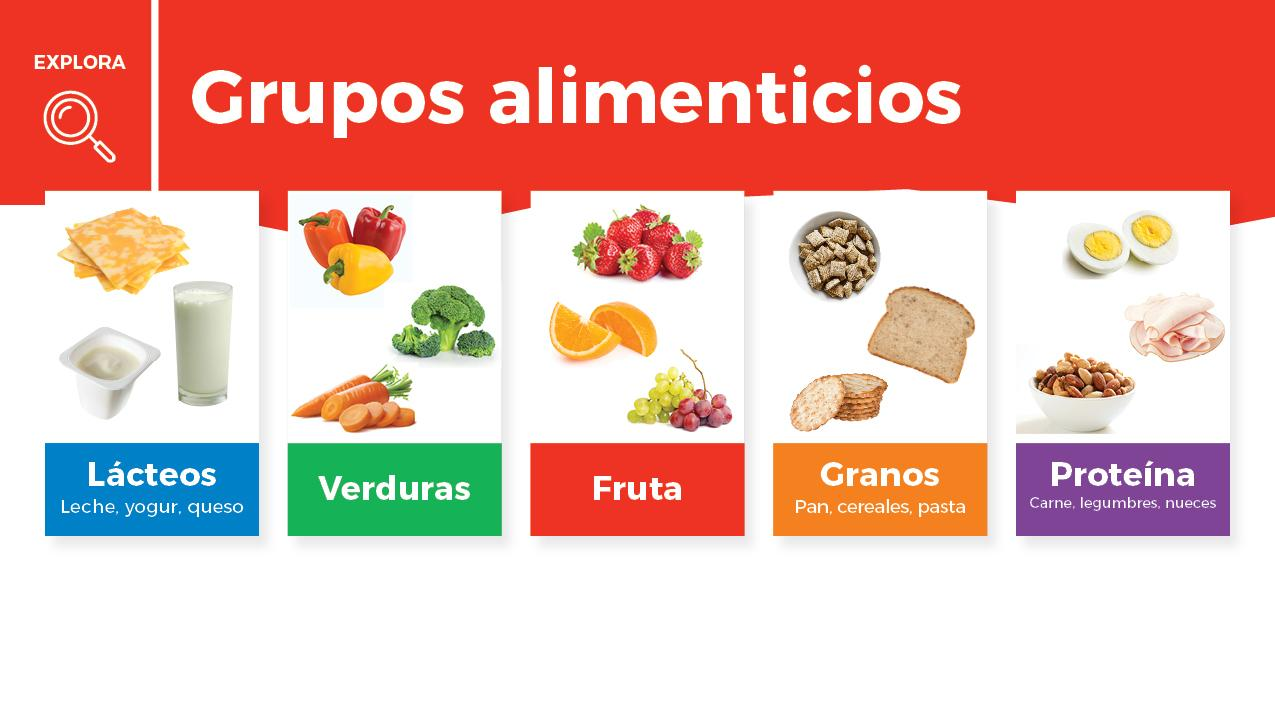 EXPLORA
Grupos alimenticios
Lácteos
Leche, yogur, queso
Verduras
Fruta
Granos
Pan, cereales, pasta
Proteína
Carne, legumbres, nueces